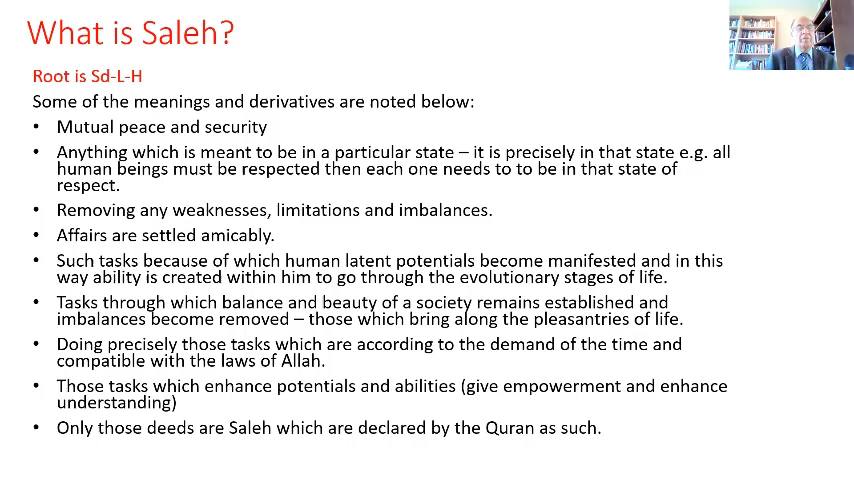 What is Saleh?
Root is Sd-L-H
Some of the meanings and derivatives are noted below:
• Mutual peace and security
• Anything which is meant to be in a particular state – it is precisely in that state e.g. all
human beings must be respected then each one needs to to be in that state of
respect.
• Removing any weaknesses, limitations and imbalances.
• Affairs are settled amicably.
• Such tasks because of which human latent potentials become manifested and in this
way ability is created within him to go through the evolutionary stages of life.
• Tasks through which balance and beauty of a society remains established and
imbalances become removed – those which bring along the pleasantries of life.
• Doing precisely those tasks which are according to the demand of the time and
compatible with the laws of Allah.
• Those tasks which enhance potentials and abilities (give empowerment and enhance
understanding)
• Only those deeds are Saleh which are declared by the Quran as such.